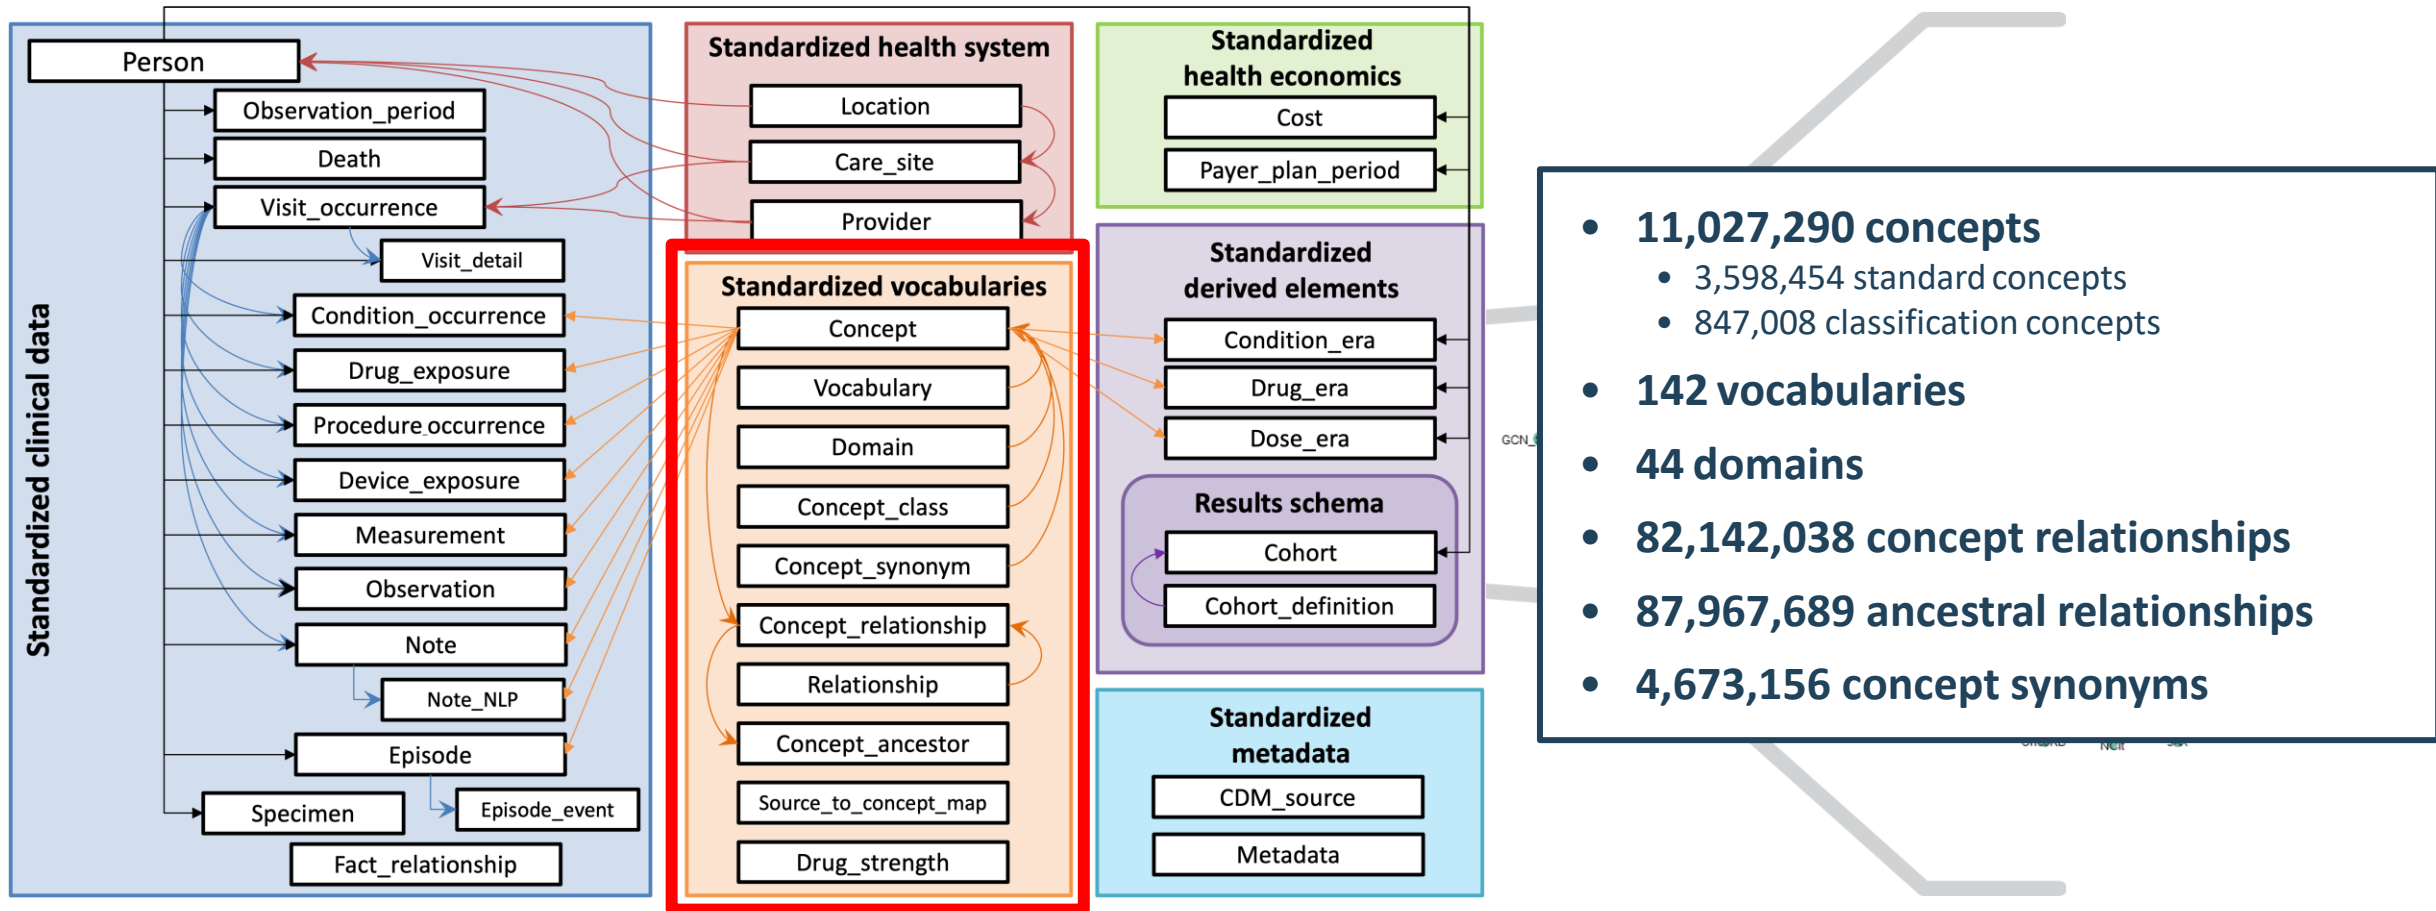 Standardized clinical data
Person
Observation_period
Death
Visit_occurrence
Visit_detail
Condition_occurrence
Drug_exposure
Procedure_occurrence
Device_exposure
Measurement
Observation
Note
Note_NLP
Episode
Specimen
Episode_event
Fact_relationship
Standardized health system
Location
Care_site
Provider
Standardized vocabularies
Concept
Vocabulary
Domain
Concept_class
Concept_synonym
Concept_relationship
Relationship
Concept_ancestor
Source_to_concept_map
Drug_strength
Standardized
health economics
Cost
Payer_plan_period
Standardized
derived elements
Condition_era
Drug_era
Dose_era
Results schema
Cohort
Cohort_definition
Standardized
metadata
CDM_source
Metadata
GCN_
• 11,027,290 concepts
• 3,598,454 standard concepts
• 847,008 classification concepts
• 142 vocabularies
• 44 domains
• 82,142,038 concept relationships
• 87,967,689 ancestral relationships
• 4,673,156 concept synonyms